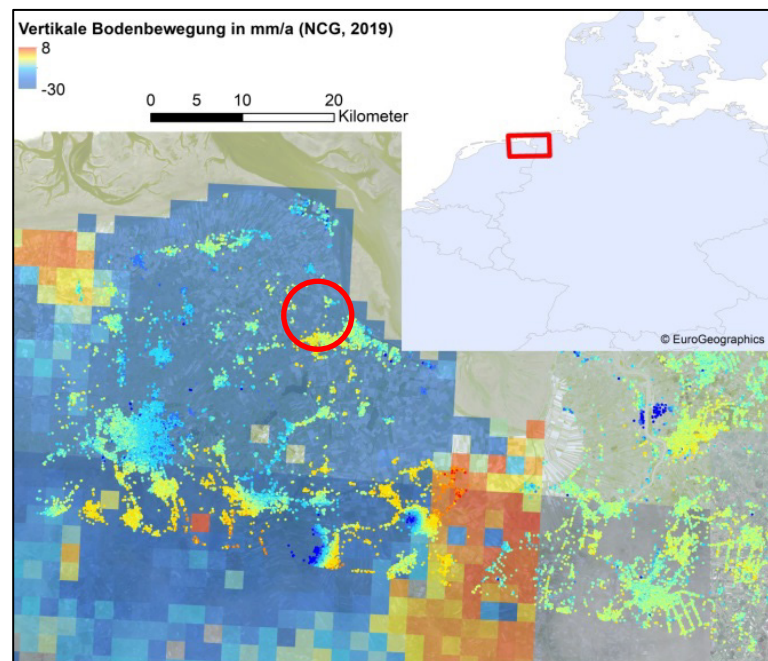 Vertikale Bodenbewegung in mm/a (NCG, 2019)
8
-30
0 5 10 20
Kilometer
© EuroGeographics